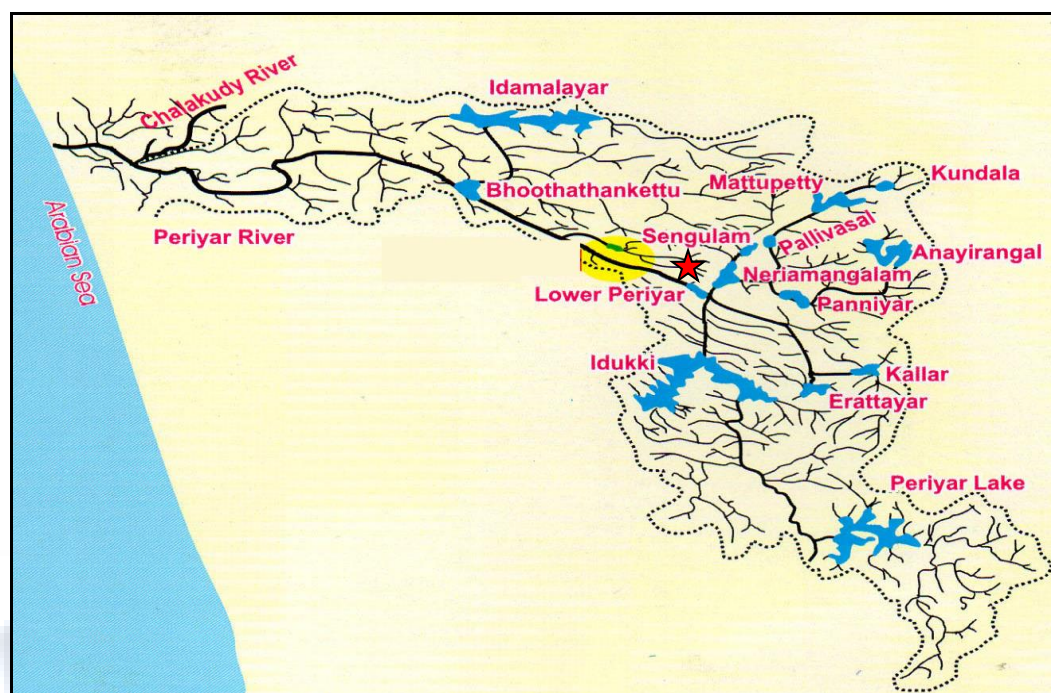 Chalakudy River
Idamalayar
Bhoothathankettu
Mattupetty
Kundala
Periyar River
Sengulam
Pallivasal
Anayirangal
Arabian Sea
Neriamangalam
Lower Periyar
Panniyar
Idukki
Kallar
Erattayar
Periyar Lake